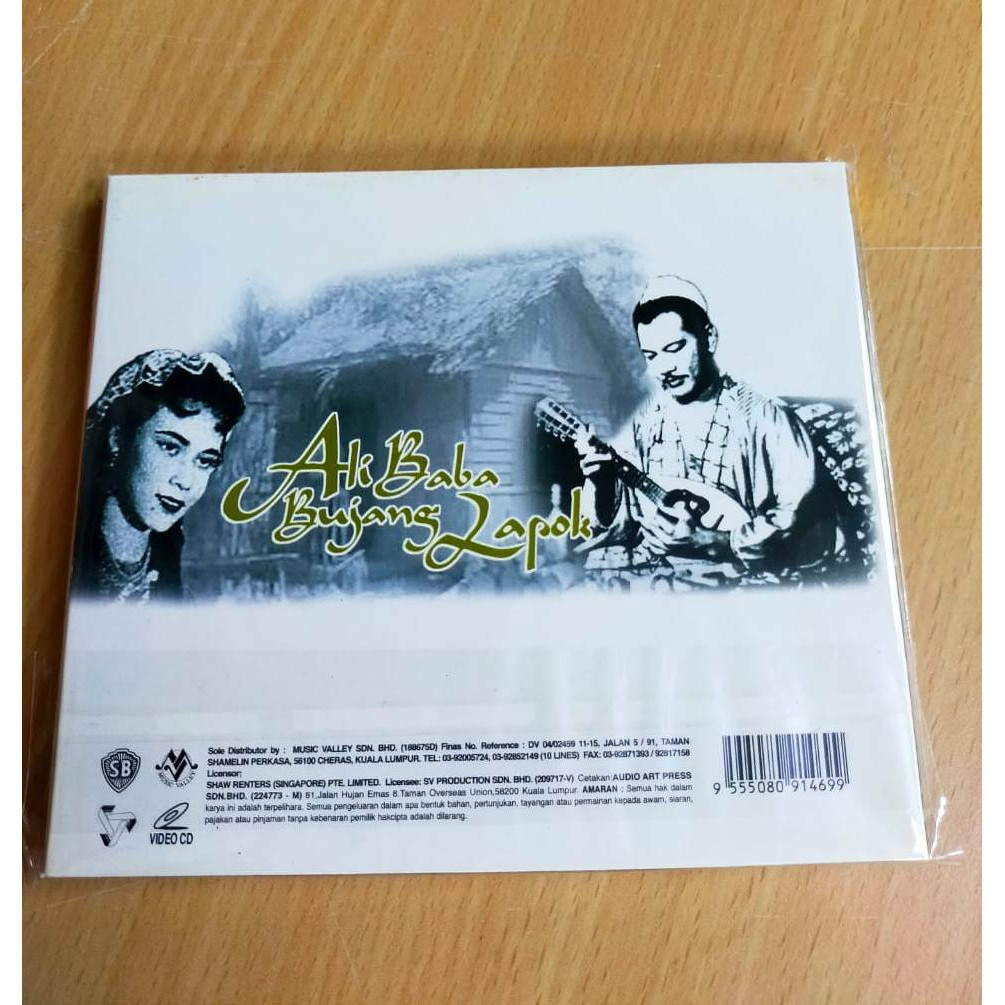 Ali Baba
Bujang Lapok
SB
MUSIC VALLEY
VIDEO CD
Sole Distributor by : MUSIC VALLEY SDN. BHD. (188675D) Finas No. Reference : DV 04/02459 11-15, JALAN 5 / 91, TAMAN
SHAMELIN PERKASA, 56100 CHERAS, KUALA LUMPUR. TEL: 03-92005724, 03-92852149 (10 LINES) FAX: 03-92871393 / 92817158
Licensor:
SHAW RENTERS (SINGAPORE) PTE. LIMITED. Licensee: SV PRODUCTION SDN. BHD. (209717-V) Cetakan: AUDIO ART PRESS
SDN.BHD. (224773 - M) 61,Jalan Hujan Emas 8.Taman Overseas Union,58200 Kuala Lumpur. AMARAN : Semua hak dalam
karya ini adalah terpelihara. Semua pengeluaran dalam apa bentuk bahan, pertunjukan, tayangan atau permainan kepada awam, siaran,
pajakan atau pinjaman tanpa kebenaran pemilik hakcipta adalah dilarang.
9 555080 914699